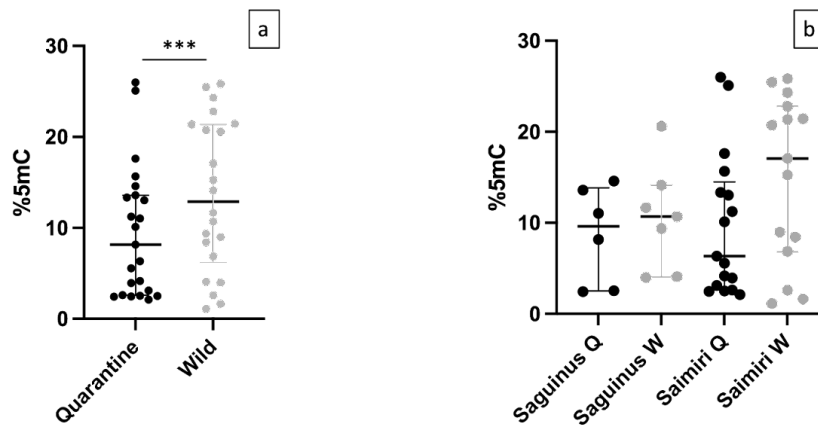 a
***
30
20
10
0
%5mC
Quarantine
Wild
b
30
20
10
0
%5mC
Saguinus Q
Saguinus W
Saimiri Q
Saimiri W